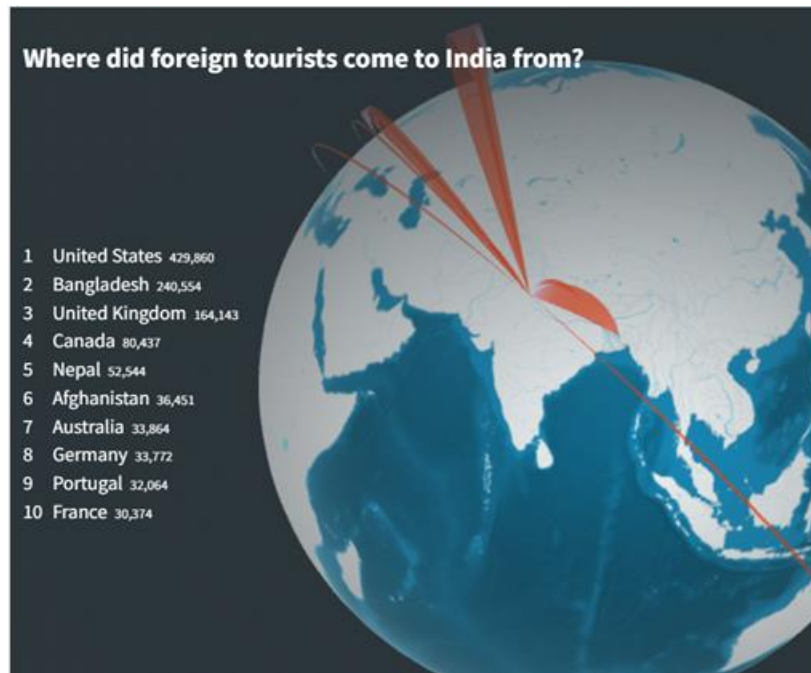 Where did foreign tourists come to India from?
1 United States 429,860
2 Bangladesh 240,554
3 United Kingdom 164,143
4 Canada 80,437
5 Nepal 52,544
6 Afghanistan 36,451
7 Australia 33,864
8 Germany 33,772
9 Portugal 32,064
10 France 30,374